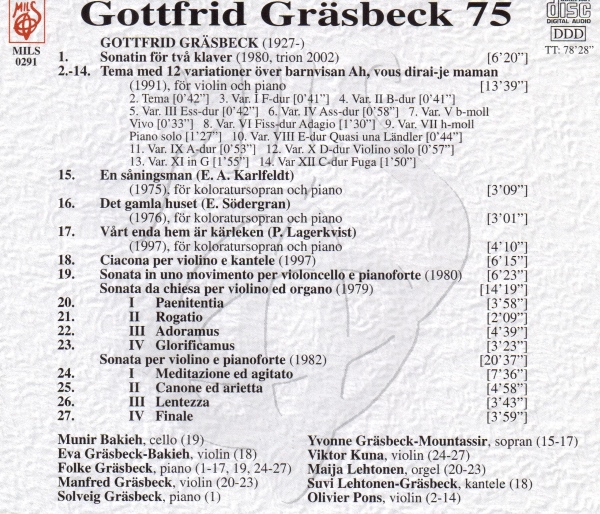 MILS
MILS
0291
Gottfrid Gräsbeck 75
COMPACT
disc
DIGITAL AUDIO
DDD
TT: 78’28”
GOTTFRID GRÄSBECK (1927-)
1. Sonatin för två klaver (1980, trion 2002) [6’20”]
2.-14. Tema med 12 variationer över barnvisan Ah, vous dirai-je maman
(1991), för violin och piano [13’39”]
2. Tema [0’42”] 3. Var. I F-dur [0’41”] 4. Var. II B-dur [0’41”]
5. Var. III Ess-dur [0’42”] 6. Var. IV Ass-dur [0’58”] 7. Var. V b-moll
Vivo [0’33”] 8. Var. VI Fiss-dur Adagio [1’30”] 9. Var. VII h-moll
Piano solo [1’27”] 10. Var. VIII E-dur Quasi una Ländler [0’44”]
11. Var. IX A-dur [0’53”] 12. Var. X D-dur Violino solo [0’57”]
13. Var. XI in G [1’55”] 14. Var XII C-dur Fuga [1’50”]
15. En såningsman (E. A. Karlfeldt)
(1975), för koloratursopran och piano [3’09”]
16. Det gamla huset (E. Södergran)
(1976), för koloratursopran och piano [3’01”]
17. Vårt enda hem är kärleken (P. Lagerkvist)
(1997), för koloratursopran och piano [4’10”]
18. Ciacona per violino e kantele (1997) [6’15”]
19. Sonata in uno movimento per violoncello e pianoforte (1980) [6’23”]
Sonata da chiesa per violino ed organo (1979) [14’19”]
20. I Paenitentia [3’58”]
21. II Rogatio [2’09”]
22. III Adoramus [4’39”]
23. IV Glorificamus [3’23”]
Sonata per violino e pianoforte (1982) [20’37”]
24. I Meditazione ed agitato [7’36”]
25. II Canone ed arietta [4’58”]
26. III Lentezza [3’43”]
27. IV Finale [3’59”]
Munir Bakieh, cello (19)
Eva Gräsbeck-Bakieh, violin (18)
Folke Gräsbeck, piano (1-17, 19, 24-27)
Manfred Gräsbeck, violin (20-23)
Solveig Gräsbeck, piano (1)
Yvonne Gräsbeck-Mountassir, sopran (15-17)
Viktor Kuna, violin (24-27)
Maija Lehtonen, orgel (20-23)
Suvi Lehtonen-Gräsbeck, kantele (18)
Olivier Pons, violin (2-14)